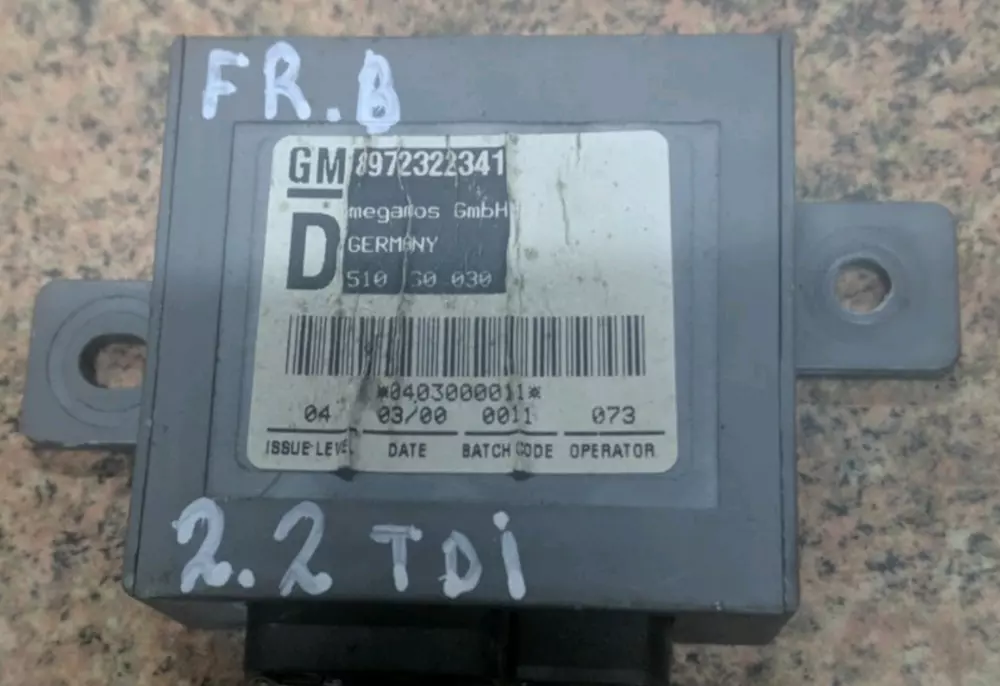 FR.B
GM 8972322341
D
megamos GmbH
GERMANY
510 030
*0403000011*
04 03/00 0011 073
ISSUE LEVEL DATE BATCH CODE OPERATOR
2.2 TDi